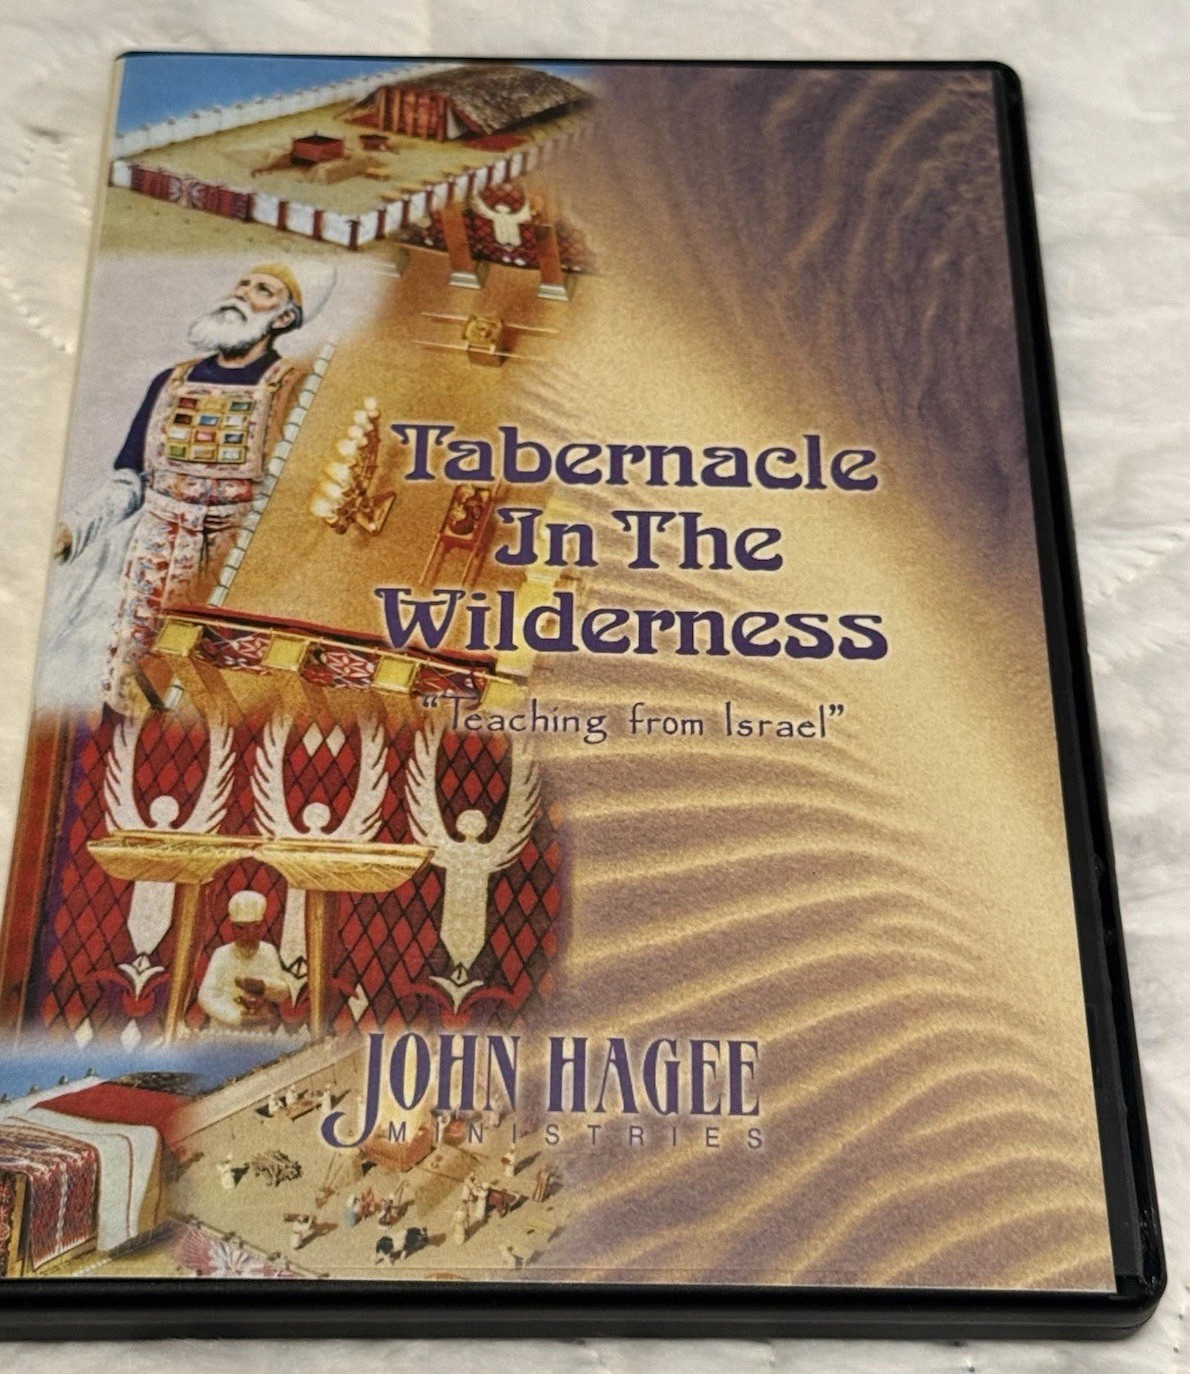 Tabernacle
In The
Wilderness
"Teaching from Israel"
JOHN HAGEE
MINISTRIES